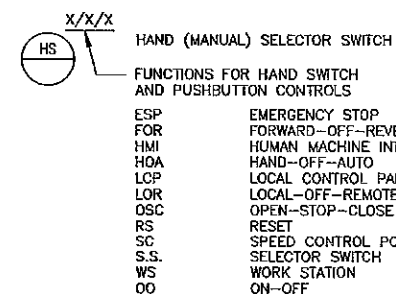 X/X/X
HS HAND (MANUAL) SELECTOR SWITCH
FUNCTIONS FOR HAND SWITCH
AND PUSHBUTTON CONTROLS
ESP EMERGENCY STOP
FOR FORWARD-OFF-REVE
HMI HUMAN MACHINE INT
HOA HAND-OFF-AUTO
LCP LOCAL CONTROL PA
LOR LOCAL-OFF-REMOTE
OSC OPEN-STOP-CLOSE
RS RESET
SC SPEED CONTROL PO
S.S. SELECTOR SWITCH
WS WORK STATION
OO ON-OFF